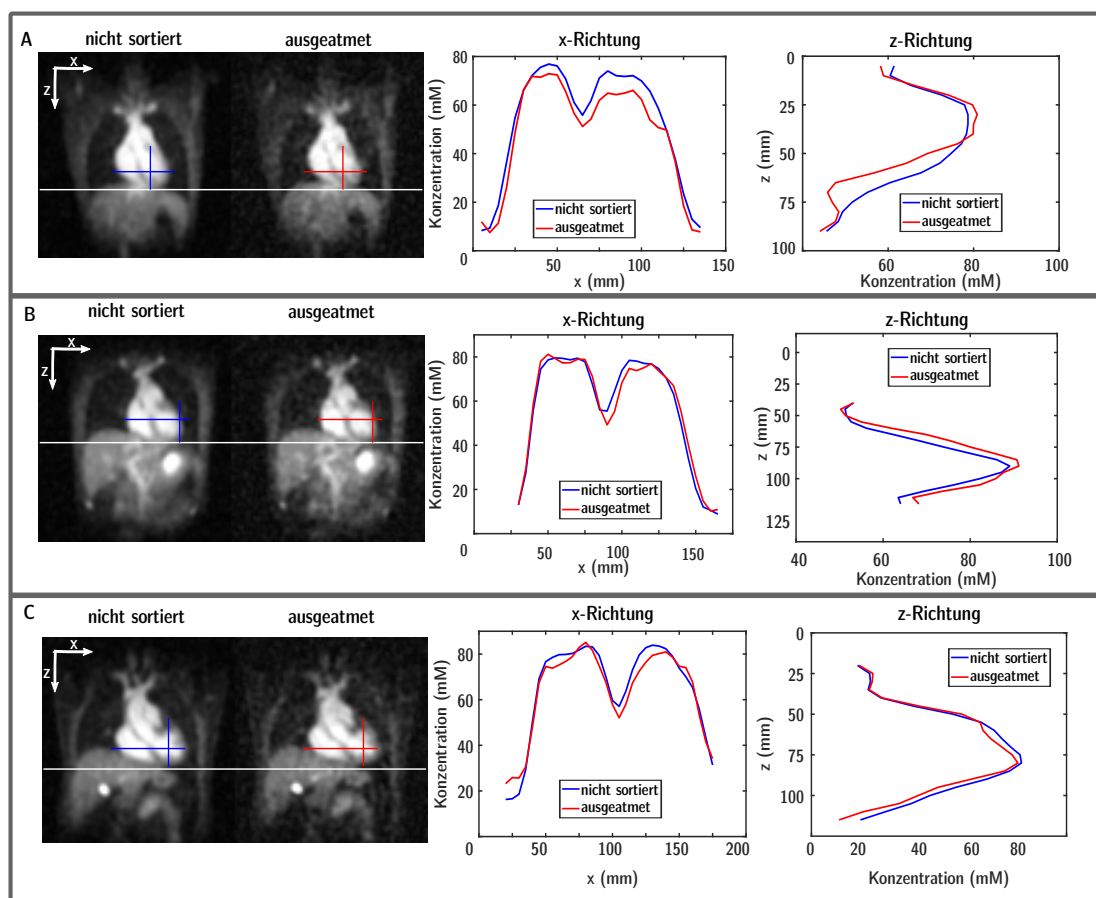 A
nicht sortiert
ausgeatmet
x
z
x-Richtung
Konzentration (mM)
80
60
40
20
0
50
100
150
x (mm)
nicht sortiert
ausgeatmet
z-Richtung
z (mm)
0
25
50
75
100
60
80
100
Konzentration (mM)
nicht sortiert
ausgeatmet
B
nicht sortiert
ausgeatmet
x
z
x-Richtung
Konzentration (mM)
80
60
40
20
0
50
100
150
x (mm)
nicht sortiert
ausgeatmet
z-Richtung
z (mm)
0
25
50
75
100
125
40
60
80
100
Konzentration (mM)
nicht sortiert
ausgeatmet
C
nicht sortiert
ausgeatmet
x
z
x-Richtung
Konzentration (mM)
80
60
40
20
0
50
100
150
200
x (mm)
nicht sortiert
ausgeatmet
z-Richtung
z (mm)
0
25
50
75
100
0
20
40
60
80
Konzentration (mM)
nicht sortiert
ausgeatmet